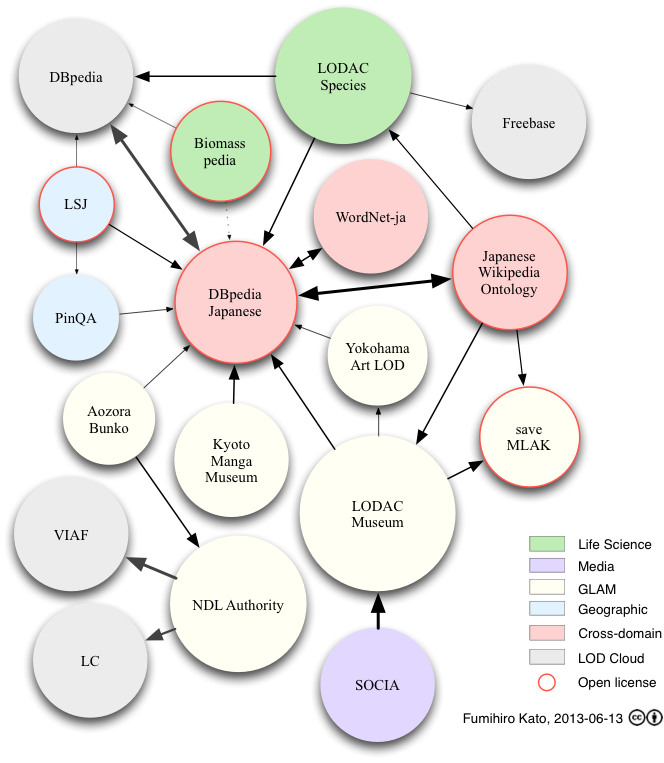 DBpedia
LODAC
Species
Freebase
Biomass
pedia
LSJ
WordNet-ja
Japanese
Wikipedia
Ontology
DBpedia
Japanese
PinQA
Yokohama
Art LOD
Aozora
Bunko
Kyoto
Manga
Museum
save
MLAK
LODAC
Museum
VIAF
NDL Authority
LC
SOCIA
Life Science
Media
GLAM
Geographic
Cross-domain
LOD Cloud
Open license
Fumihiro Kato, 2013-06-13
cc